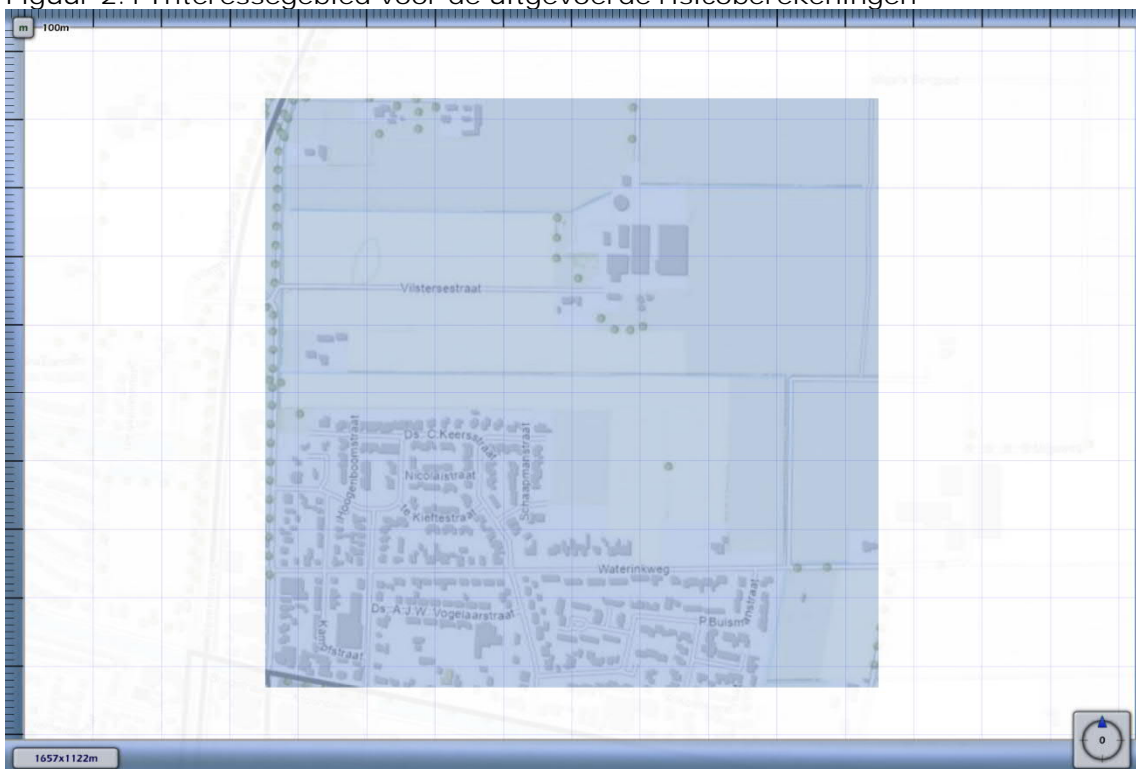 Figuur 2.1 Interessegebied voor de uitgevoerde risicoberekeningen
m 100m
Vilstersestraat
Ds. C.Keersstraat
Hoogenboomstraat
Nicolaistraat
Schaapmanstraat
te Kieftestraat
Waterinkweg
Ds. A.J.W. Vogelaarstraat
P.Buismanstraat
Kampfstraat
0
1657x1122m